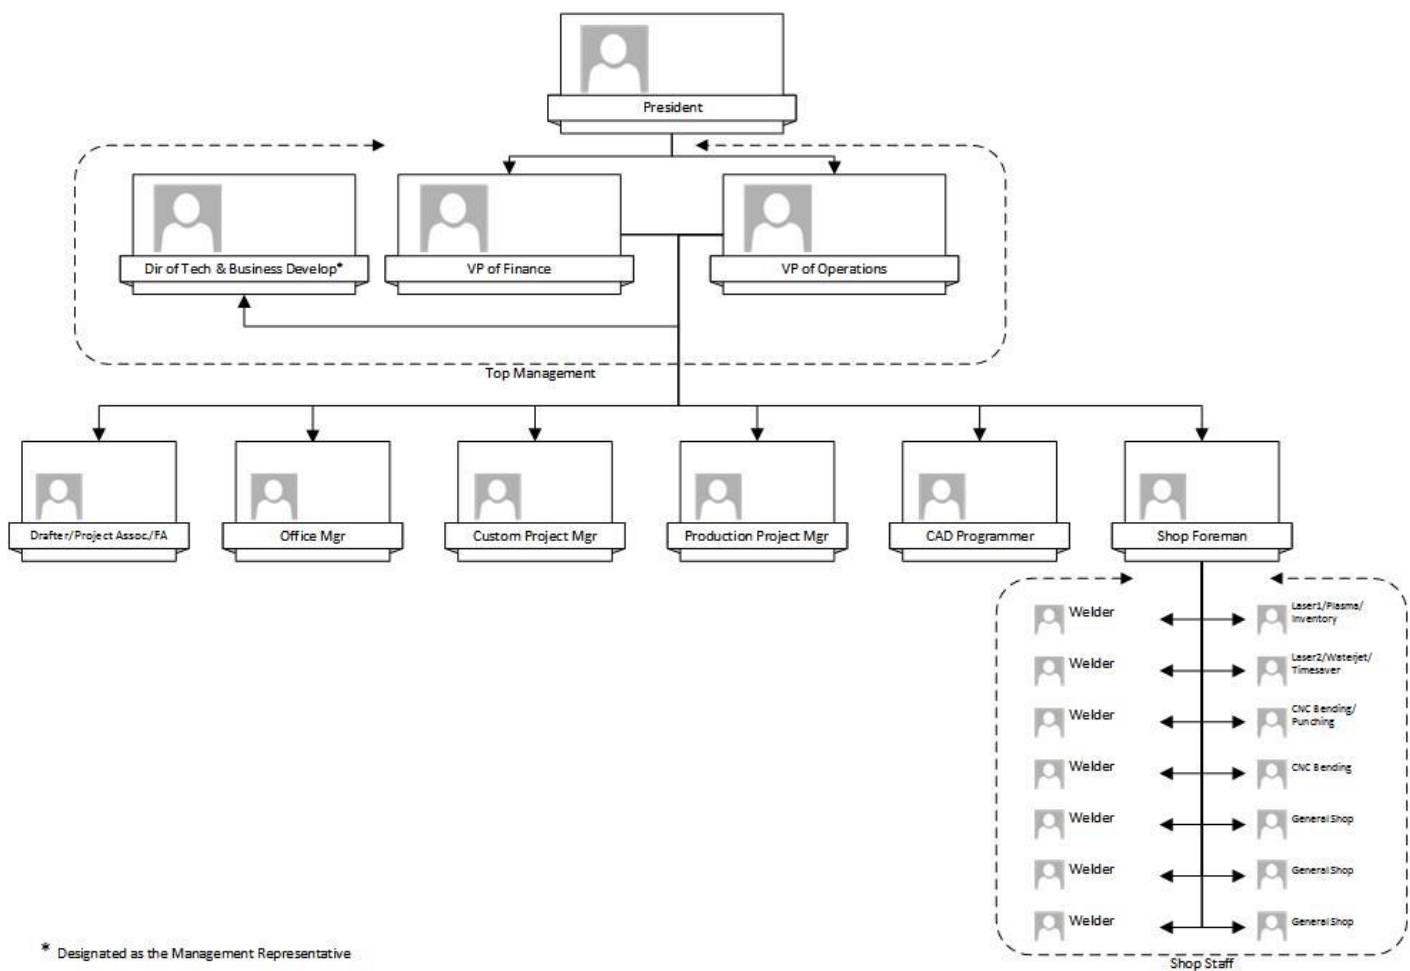 President
Dir of Tech & Business Develop*
VP of Finance
VP of Operations
Top Management
Drafter/Project Assoc./FA
Office Mgr
Custom Project Mgr
Production Project Mgr
CAD Programmer
Shop Foreman
Welder
Laser1/Plasma/
Inventory
Welder
Laser2/Waterjet/
Timesaver
Welder
CNC Bending/
Punching
Welder
CNC Bending
Welder
General Shop
Welder
General Shop
Welder
General Shop
Shop Staff
* Designated as the Management Representative